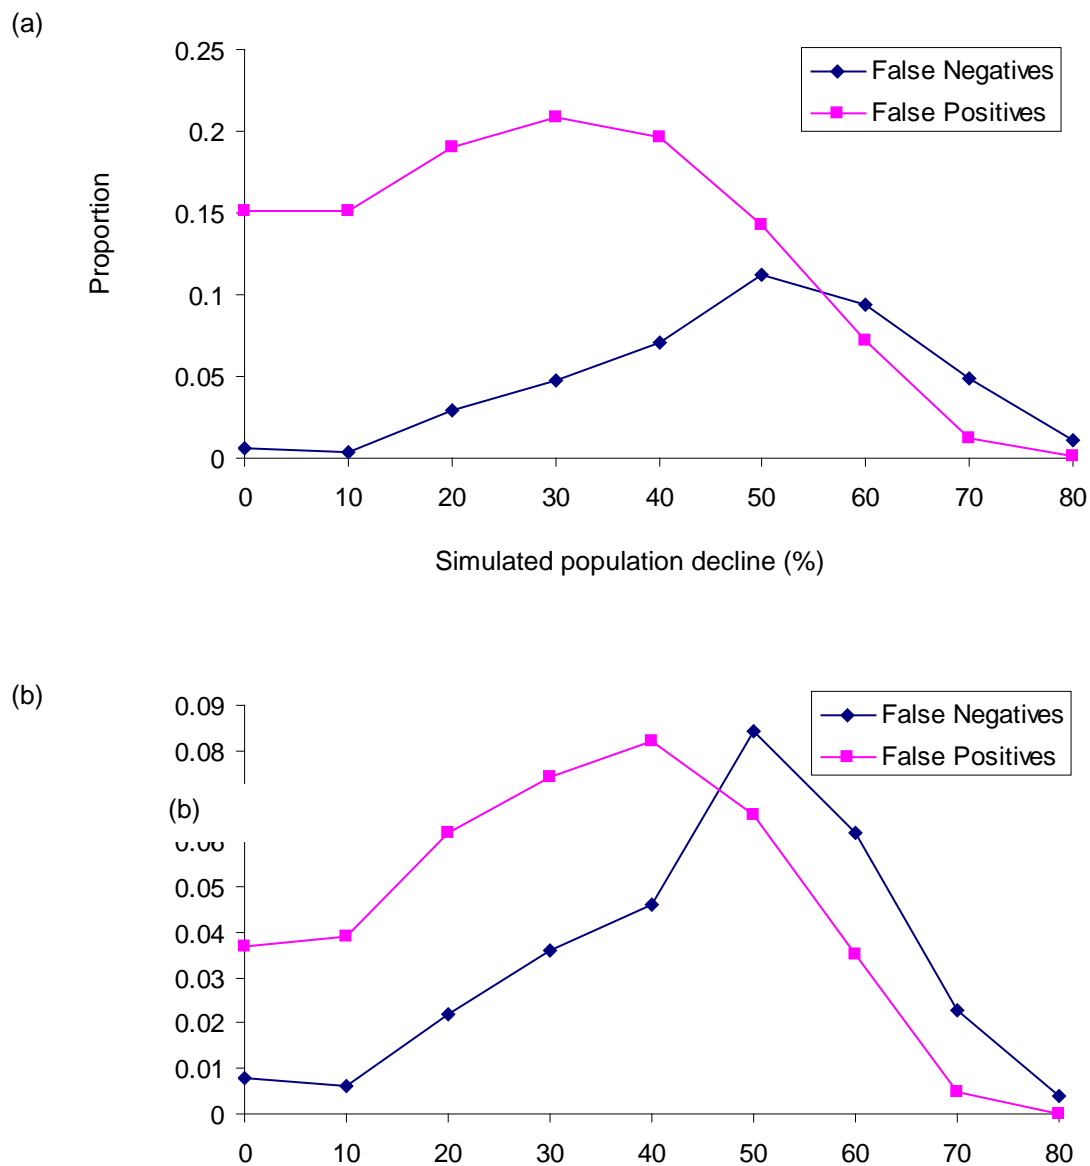 (a)
0.25
0.2
0.15
0.1
0.05
0
Proportion
False Negatives
False Positives
0 10 20 30 40 50 60 70 80
Simulated population decline (%)
(b)
0.09
0.08
(b)
0.06
0.05
0.04
0.03
0.02
0.01
0
False Negatives
False Positives
0 10 20 30 40 50 60 70 80